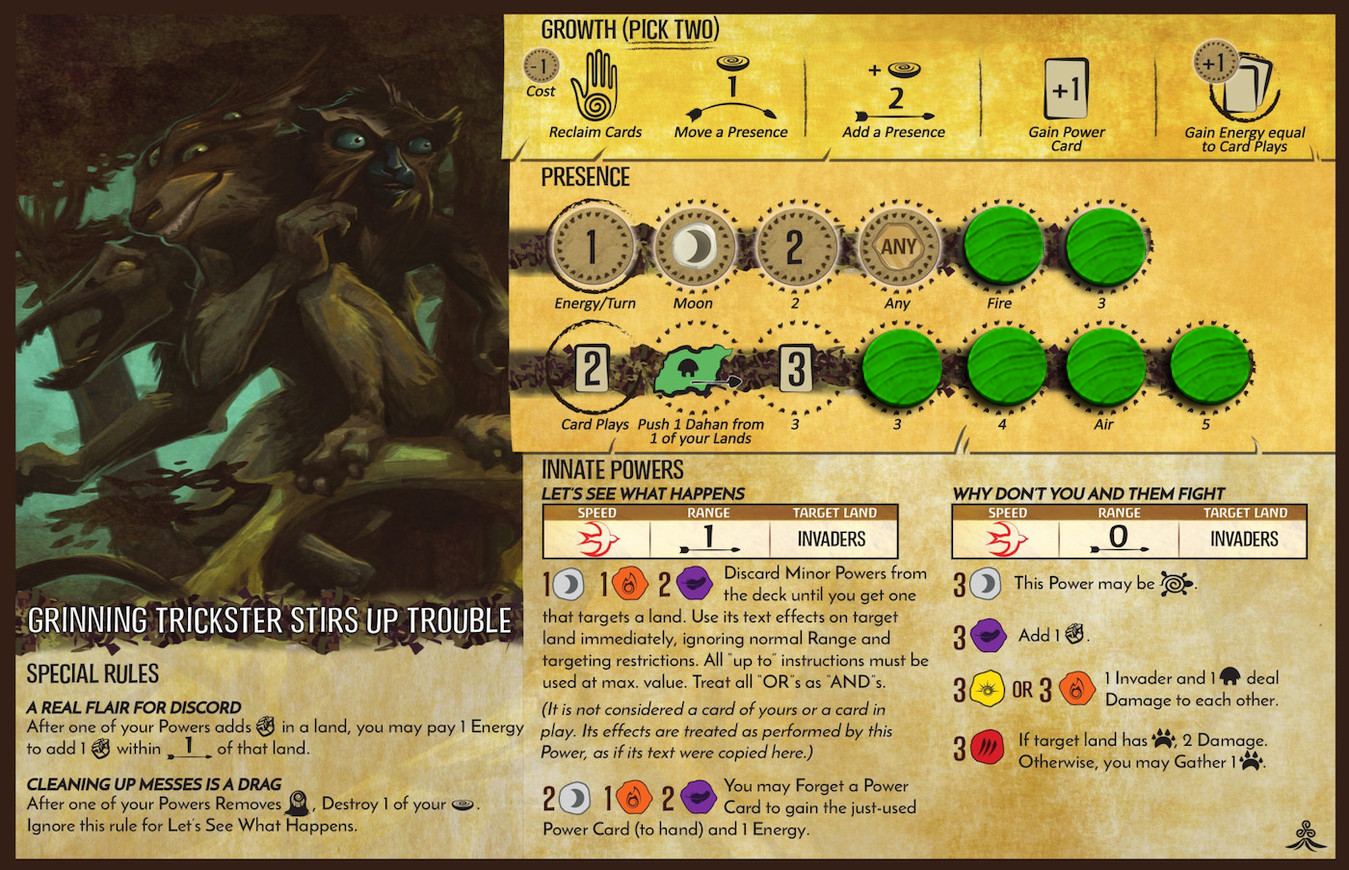 GROWTH (PICK TWO)
-1
Cost
Reclaim Cards
1
Move a Presence
+
2
Add a Presence
+1
Gain Power
Card
+1
Gain Energy equal
to Card Plays
PRESENCE
1
2
ANY
Energy/Turn
Moon
2
Any
Fire
3
2
3
Card Plays
Push 1 Dahan from
1 of your Lands
3
3
4
Air
5
GRINNING TRICKSTER STIRS UP TROUBLE
SPECIAL RULES
A REAL FLAIR FOR DISCORD
After one of your Powers adds in a land, you may pay 1 Energy
to add 1 within 1 of that land.
CLEANING UP MESSES IS A DRAG
After one of your Powers Removes , Destroy 1 of your .
Ignore this rule for Let's See What Happens.
INNATE POWERS
LET'S SEE WHAT HAPPENS
SPEED RANGE TARGET LAND
1 INVADERS
1 1 2 Discard Minor Powers from
the deck until you get one
that targets a land. Use its text effects on target
land immediately, ignoring normal Range and
targeting restrictions. All "up to" instructions must be
used at max. value. Treat all "OR"s as "AND"s.
(It is not considered a card of yours or a card in
play. Its effects are treated as performed by this
Power, as if its text were copied here.)
2 1 2 You may Forget a Power
Card to gain the just-used
Power Card (to hand) and 1 Energy.
WHY DON'T YOU AND THEM FIGHT
SPEED RANGE TARGET LAND
0 INVADERS
3 This Power may be .
3 Add 1 .
3 OR 3 1 Invader and 1 deal
Damage to each other.
3 If target land has , 2 Damage.
Otherwise, you may Gather 1 .